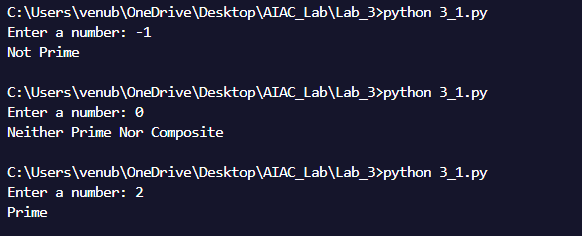 C:\Users\venub\OneDrive\Desktop\AIAC_Lab\Lab_3>python 3_1.py
Enter a number: -1
Not Prime
C:\Users\venub\OneDrive\Desktop\AIAC_Lab\Lab_3>python 3_1.py
Enter a number: 0
Neither Prime Nor Composite
C:\Users\venub\OneDrive\Desktop\AIAC_Lab\Lab_3>python 3_1.py
Enter a number: 2
Prime